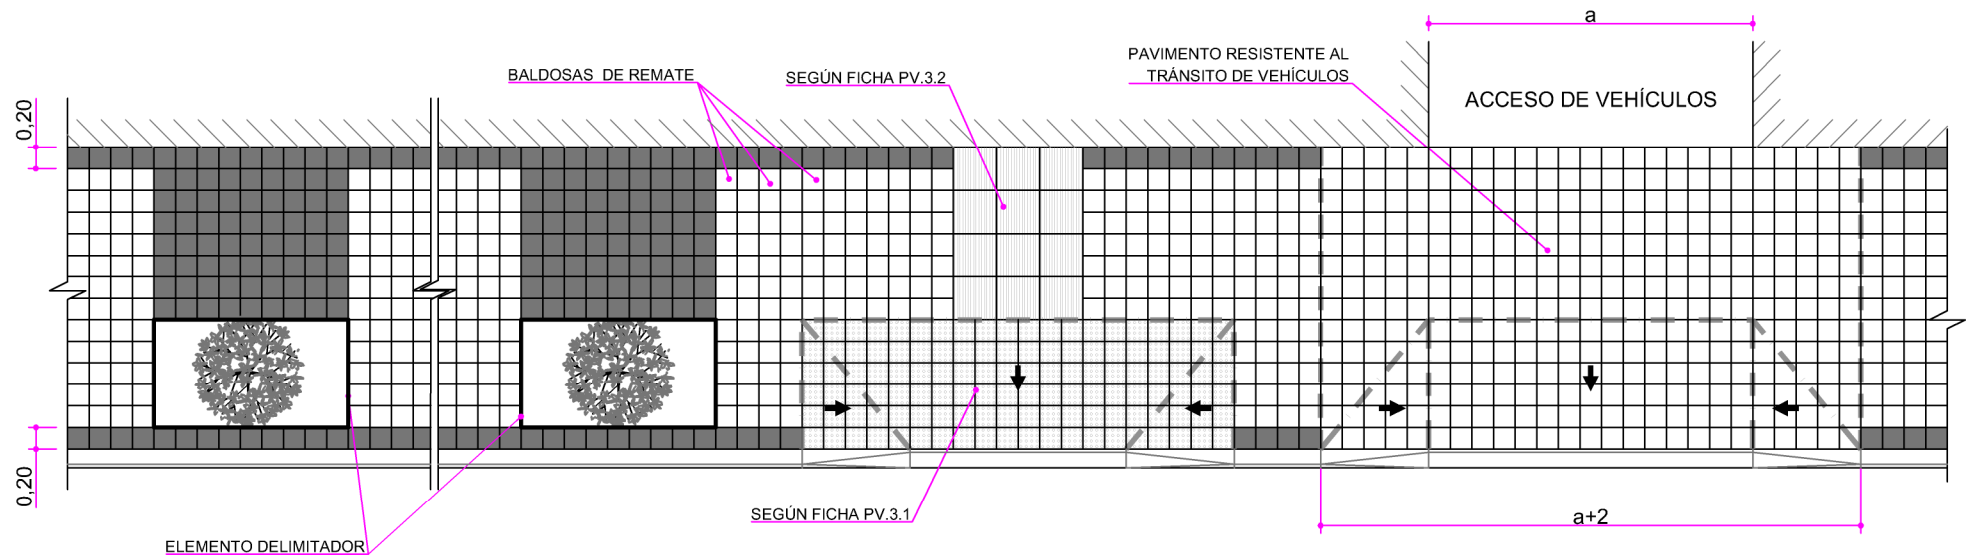 a
PAVIMENTO RESISTENTE AL
TRÁNSITO DE VEHÍCULOS
BALDOSAS DE REMATE
SEGÚN FICHA PV.3.2
ACCESO DE VEHÍCULOS
0,20
0,20
SEGÚN FICHA PV.3.1
a+2
ELEMENTO DELIMITADOR